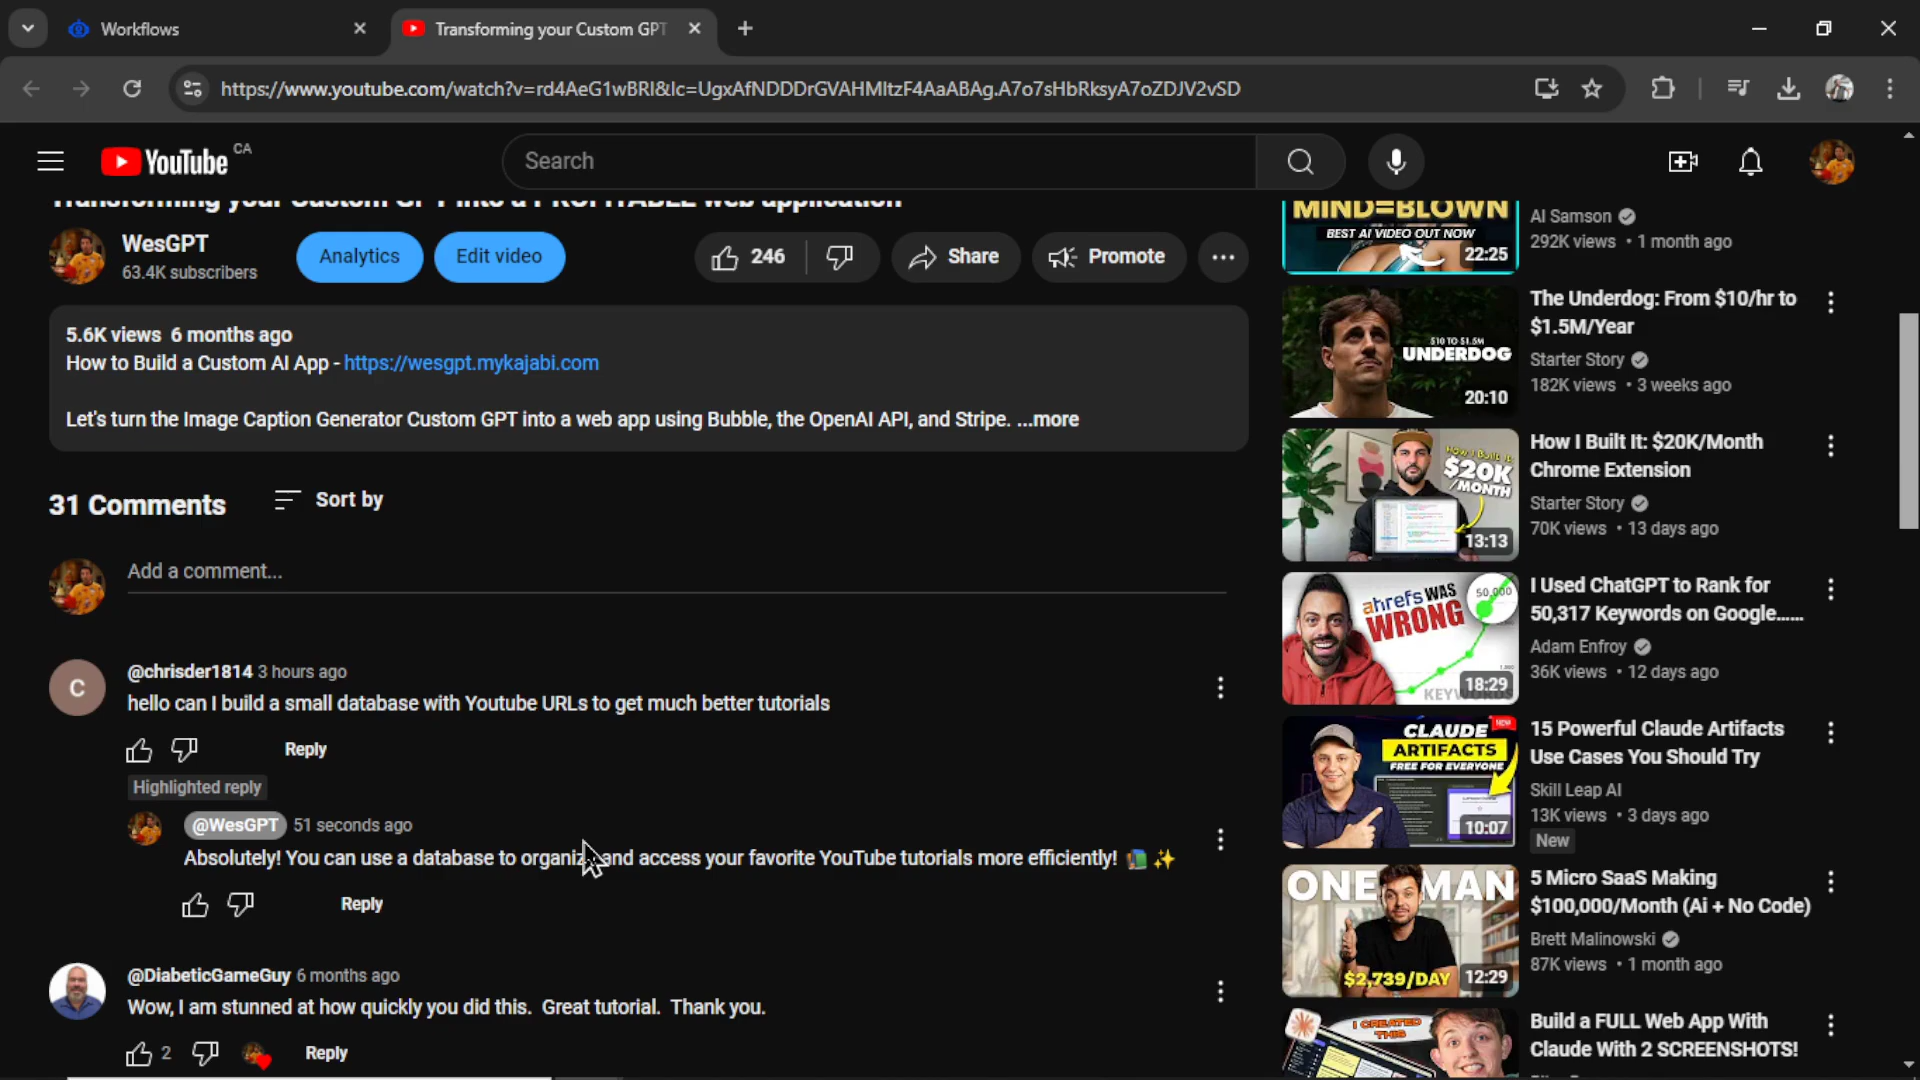 Workflows
Transforming your Custom GPT
https://www.youtube.com/watch?v=rd4AeG1wBRI&lc=UgxAfNDDDrGVAHMltzF4AaABAg.A7o7sHbRksyA7oZDJV2vSD
YouTube CA
Search
Transforming your Custom GPT into a PROFITABLE web application
WesGPT
63.4K subscribers
Analytics
Edit video
246
Share
Promote
5.6K views 6 months ago
How to Build a Custom AI App - https://wesgpt.mykajabi.com
Let's turn the Image Caption Generator Custom GPT into a web app using Bubble, the OpenAI API, and Stripe. ...more
31 Comments
Sort by
Add a comment...
C
@chrisder1814 3 hours ago
hello can I build a small database with Youtube URLs to get much better tutorials
Reply
Highlighted reply
@WesGPT 51 seconds ago
Absolutely! You can use a database to organize and access your favorite YouTube tutorials more efficiently! 📚✨
Reply
@DiabeticGameGuy 6 months ago
Wow, I am stunned at how quickly you did this. Great tutorial. Thank you.
2
Reply
MIND=BLOWN
BEST AI VIDEO OUT NOW
22:25
AI Samson
292K views • 1 month ago
$10 TO $1.5M
UNDERDOG
20:10
The Underdog: From $10/hr to
$1.5M/Year
Starter Story
182K views • 3 weeks ago
HOW I BUILT IT:
$20K
/MONTH
13:13
How I Built It: $20K/Month
Chrome Extension
Starter Story
70K views • 13 days ago
ahrefs WAS
WRONG
50,000
KEYWORDS
18:29
I Used ChatGPT to Rank for
50,317 Keywords on Google......
Adam Enfroy
36K views • 12 days ago
NEW
CLAUDE
ARTIFACTS
FREE FOR EVERYONE
10:07
15 Powerful Claude Artifacts
Use Cases You Should Try
Skill Leap AI
13K views • 3 days ago
New
ONE MAN
$2,739/DAY
12:29
5 Micro SaaS Making
$100,000/Month (Ai + No Code)
Brett Malinowski
87K views • 1 month ago
I CREATED
THIS
Build a FULL Web App With
Claude With 2 SCREENSHOTS!